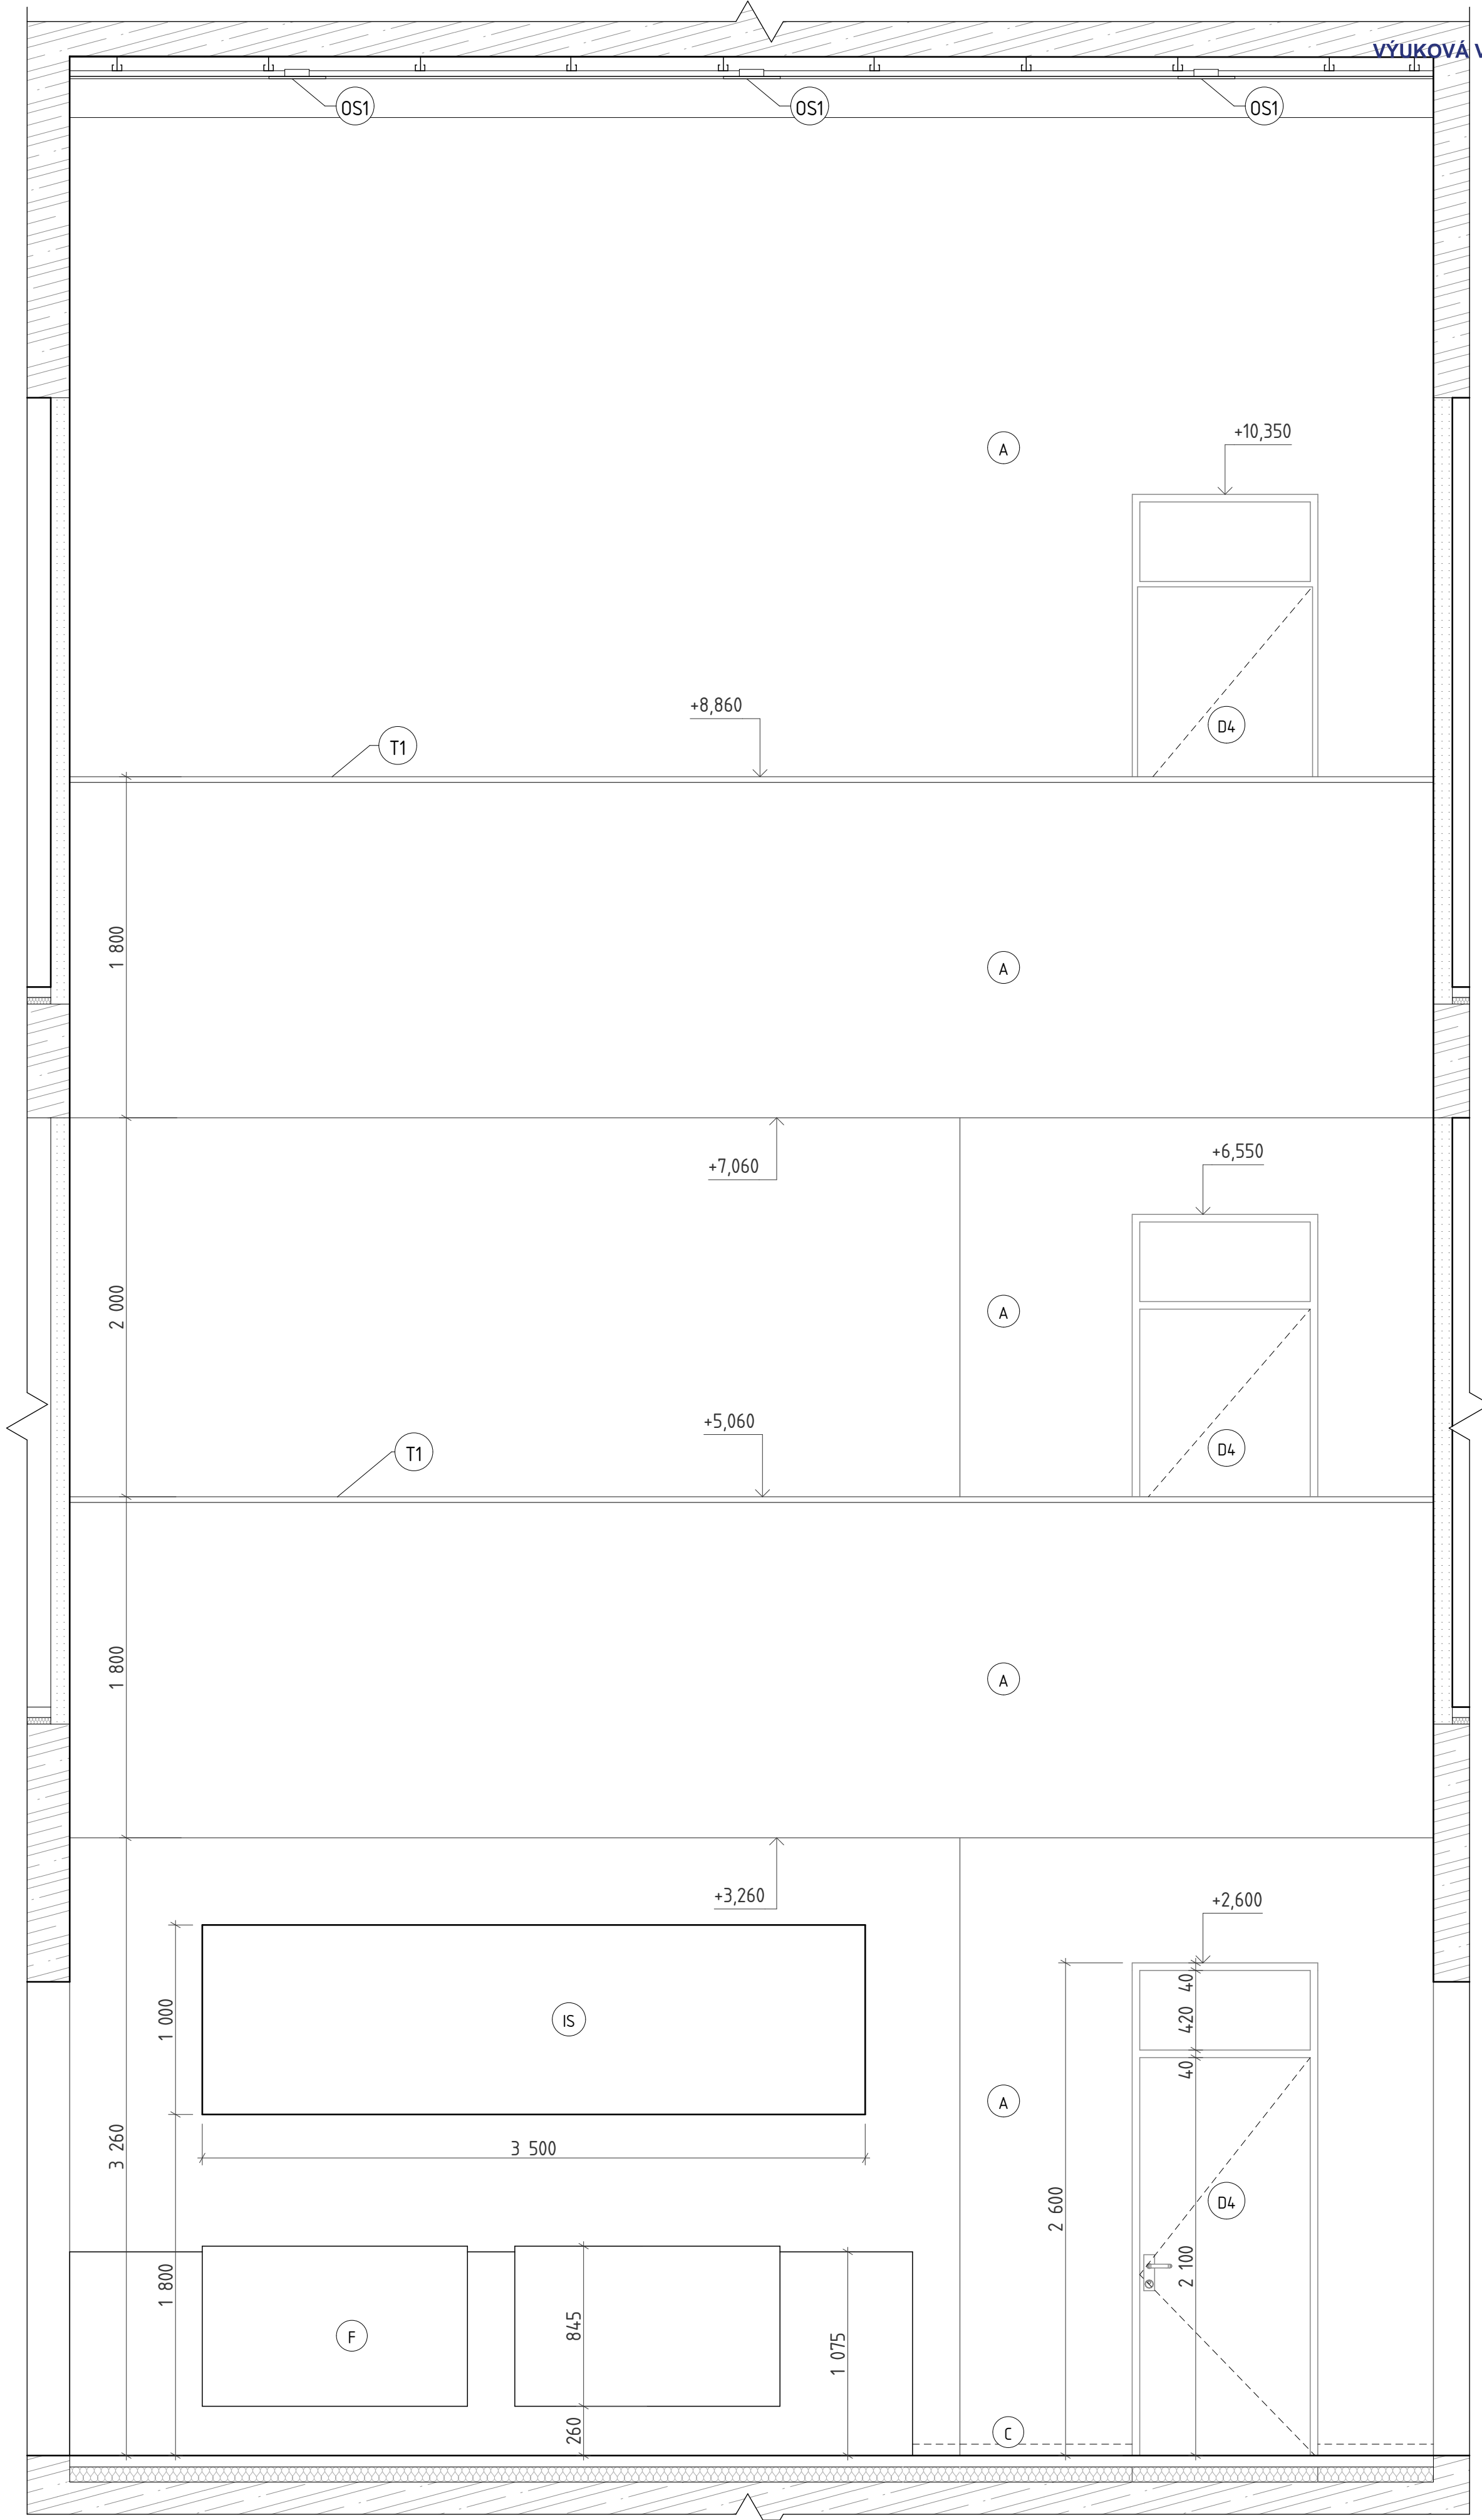 VÝUKOVÁ V
OS1
OS1
OS1
+10,350
A
+8,860
D4
T1
1 800
A
+7,060
+6,550
2 000
A
+5,060
D4
T1
1 800
A
+3,260
+2,600
40
420
1 000
IS
40
A
3 260
3 500
2 600
D4
2 100
1 800
845
F
1 075
260
C